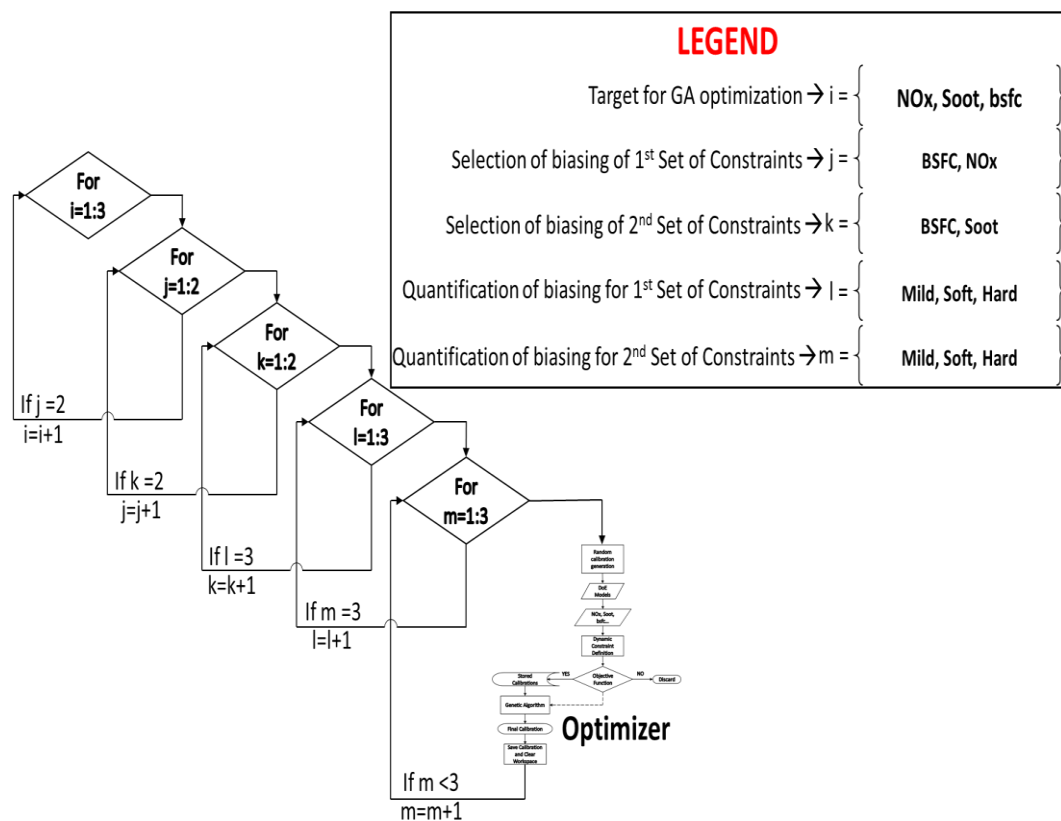 LEGEND
Target for GA optimization → i =
NOx, Soot, bsfc
Selection of biasing of 1st Set of Constraints → j =
BSFC, NOx
Selection of biasing of 2nd Set of Constraints → k =
BSFC, Soot
Quantification of biasing for 1st Set of Constraints → l =
Mild, Soft, Hard
Quantification of biasing for 2nd Set of Constraints → m =
Mild, Soft, Hard
For
i=1:3
For
j=1:2
For
k=1:2
For
l=1:3
For
m=1:3
If j =2
i=i+1
If k =2
j=j+1
If l =3
k=k+1
If m =3
l=l+1
If m <3
m=m+1
Random
calibration
generation
DoE
Models
NOx, Soot,
bsfc...
Dynamic
Constraint
Definition
Objective
Function
YES
NO
Discard
Stored
Calibrations
Genetic Algorithm
Final Calibration
Save Calibration
and Clear
Workspace
Optimizer